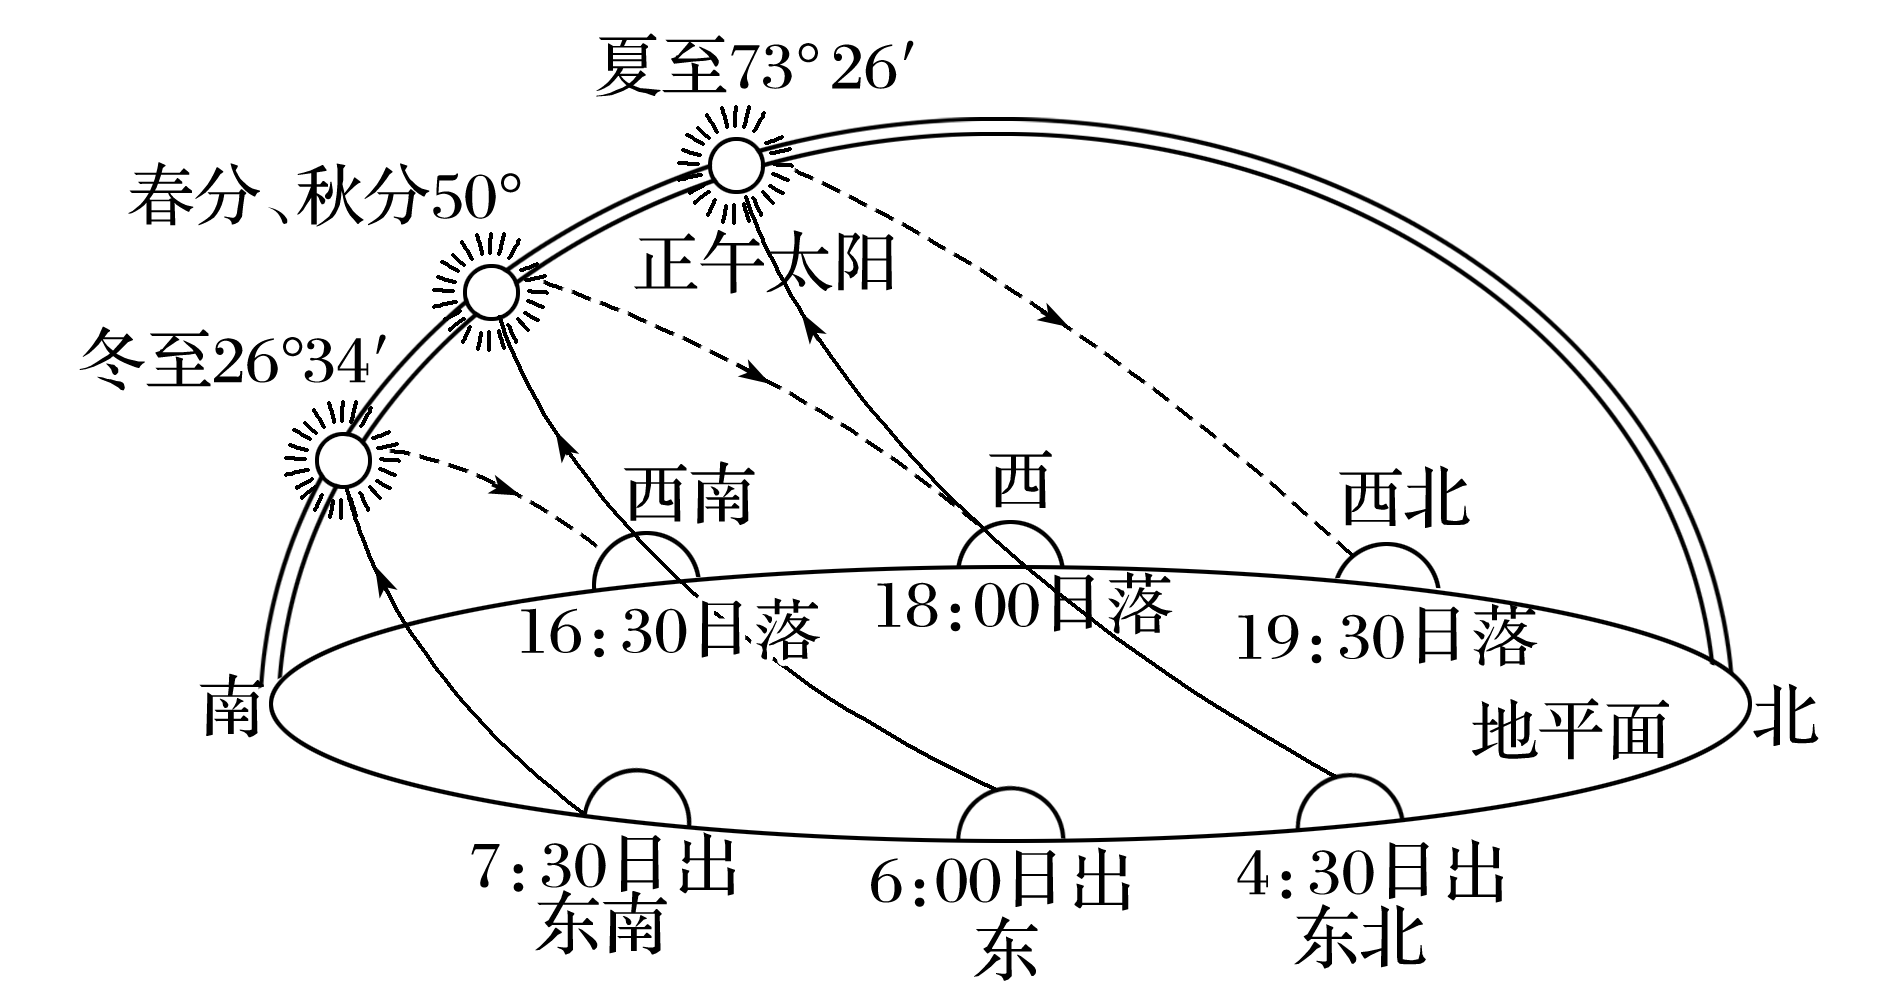 夏至73°26′
春分、秋分50°
正午太阳
冬至26°34′
西南
西
西北
16:30日落
18:00日落
19:30日落
南
地平面
北
7:30日出
东南
6:00日出
东
4:30日出
东北